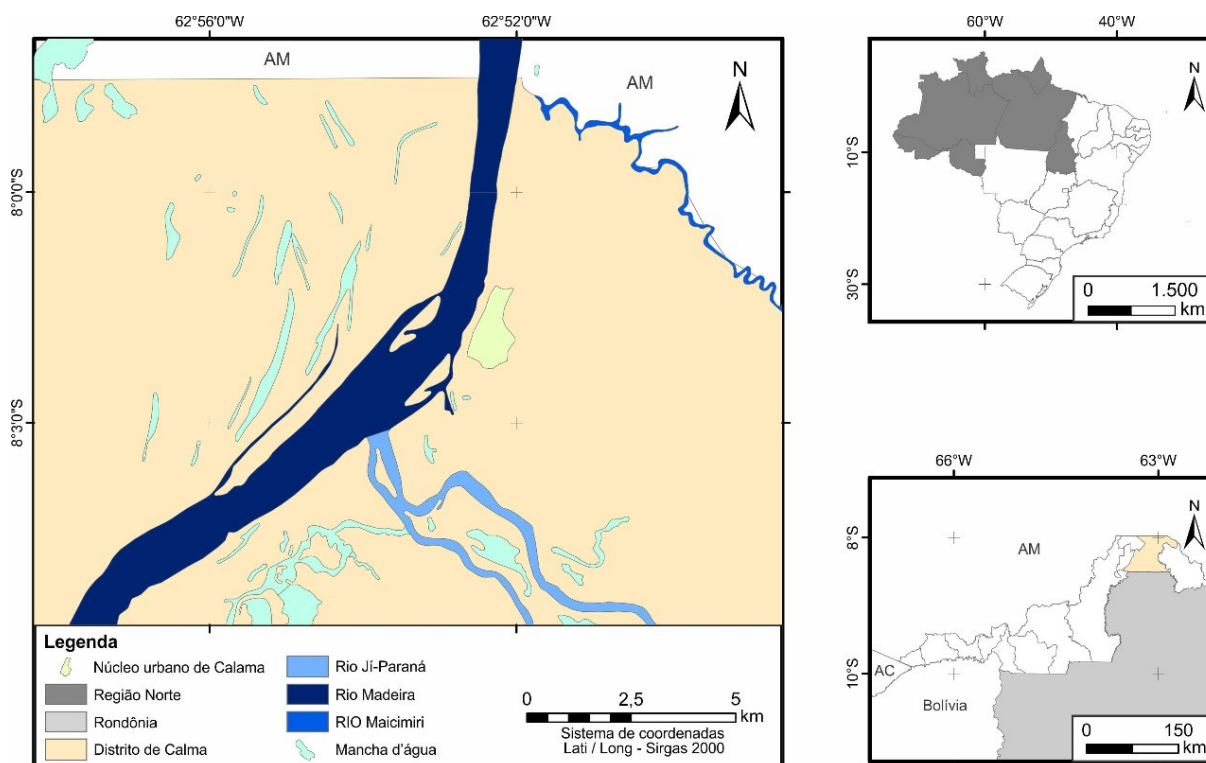 62°56'0"W
62°52'0"W
AM
AM
N
8°0'0"S
8°3'0"S
Legenda
Núcleo urbano de Calama
Região Norte
Rondônia
Distrito de Calma
Rio Jí-Paraná
Rio Madeira
RIO Maicimiri
Mancha d'água
0 2,5 5
km
Sistema de coordenadas
Lati / Long - Sirgas 2000
60°W
40°W
N
10°S
30°S
0 1.500
km
66°W
63°W
N
8°S
AM
10°S
AC
Bolívia
0 150
km